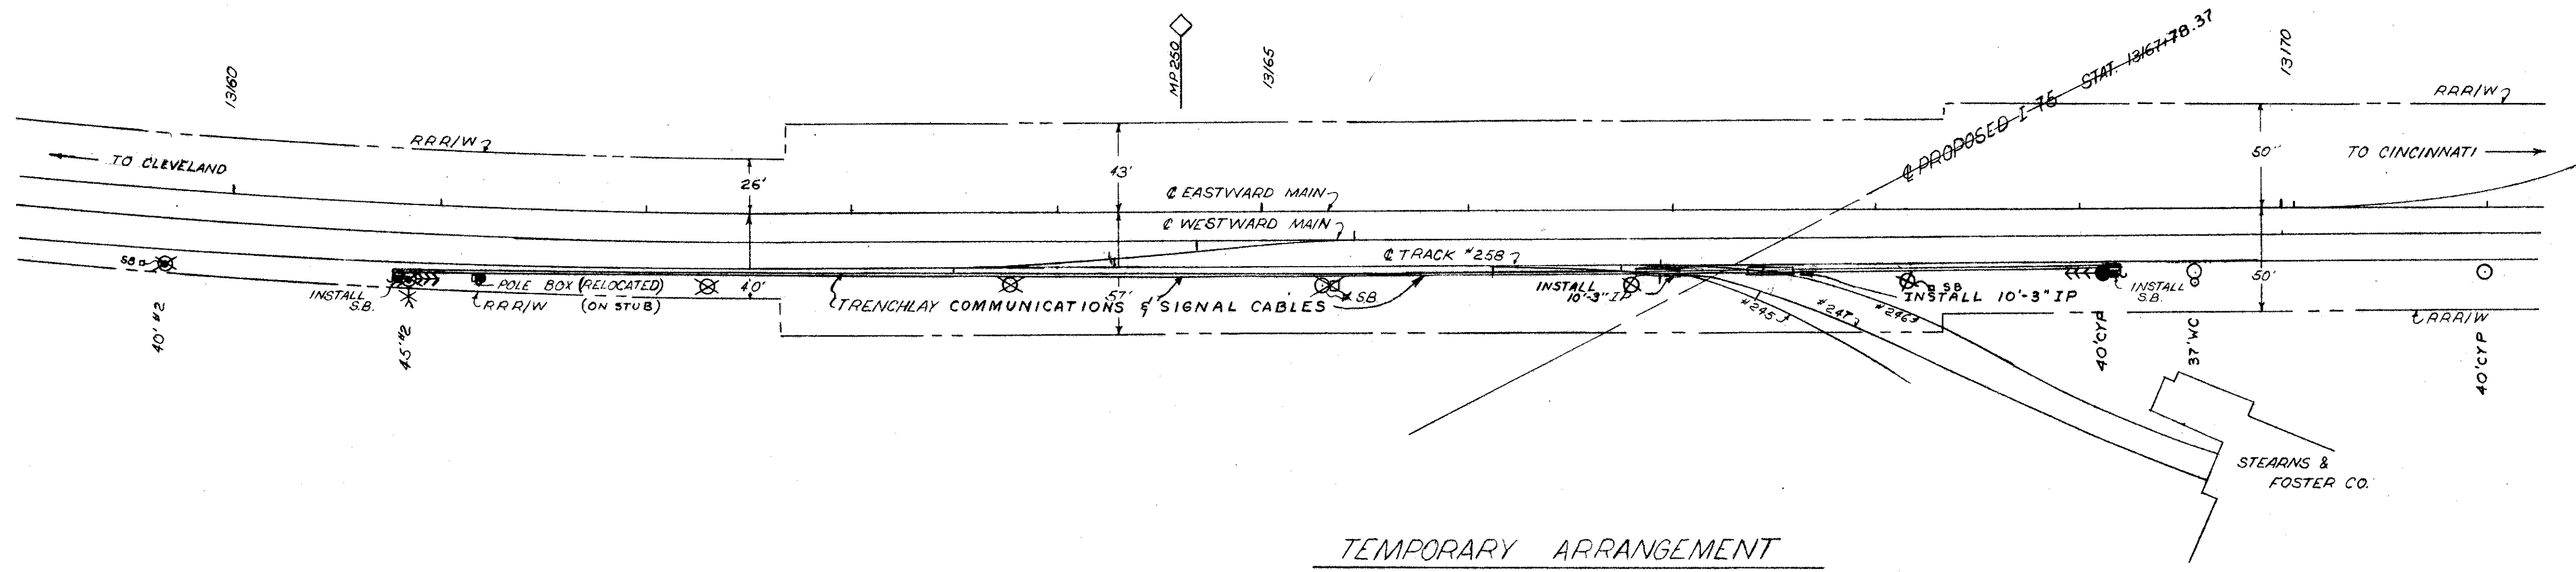 13160
MP 250
13165
℄ PROPOSED I-75 STAT. 13167+78.37
13170
RRR/W
RRR/W
TO CLEVELAND
26'
43'
50'
TO CINCINNATI
℄ EASTWARD MAIN
℄ WESTWARD MAIN
℄ TRACK #258
SB
INSTALL
S.B.
POLE BOX (RELOCATED)
(ON STUB)
RRR/W
40'
57'
TRENCHLAY COMMUNICATIONS & SIGNAL CABLES
SB
INSTALL
10'-3" IP
SB
INSTALL 10'-3" IP
50'
INSTALL
S.B.
#245
#247
#246
RRR/W
40' #2
45' #2
40' CYP
37' WC
40' CYP
STEARNS &
FOSTER CO.
TEMPORARY ARRANGEMENT